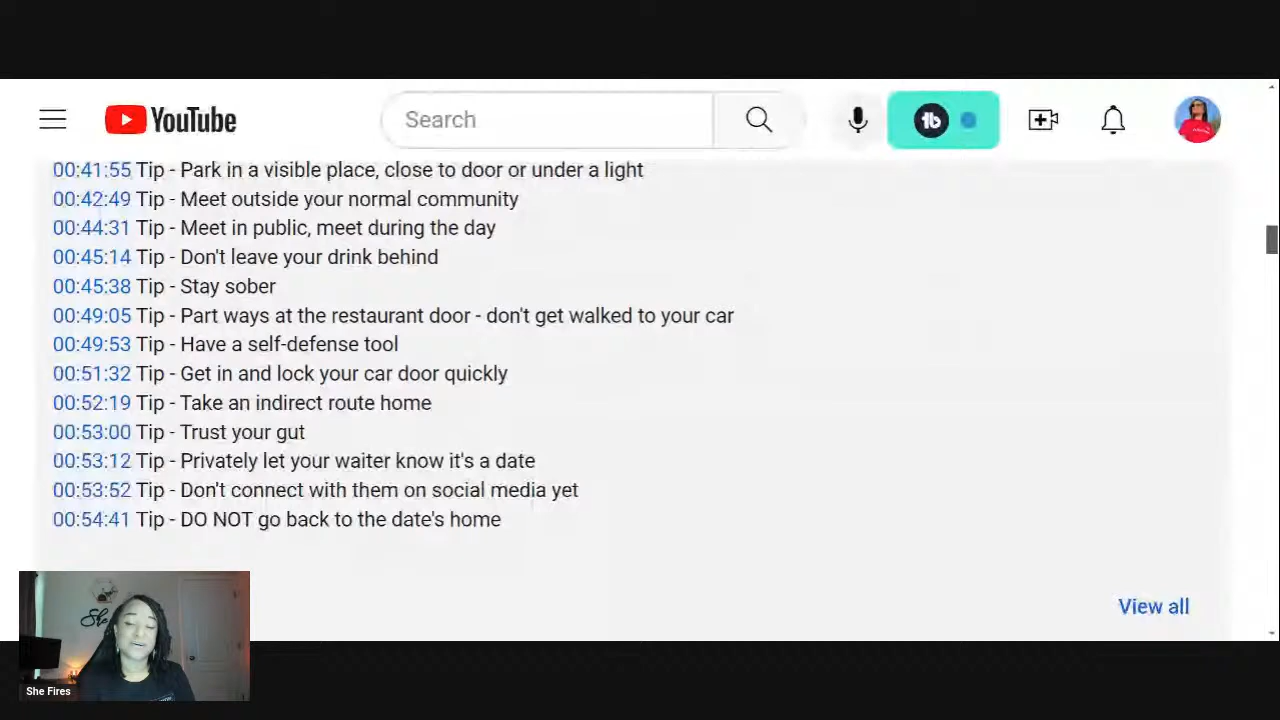 YouTube
Search
00:41:55 Tip - Park in a visible place, close to door or under a light
00:42:49 Tip - Meet outside your normal community
00:44:31 Tip - Meet in public, meet during the day
00:45:14 Tip - Don't leave your drink behind
00:45:38 Tip - Stay sober
00:49:05 Tip - Part ways at the restaurant door - don't get walked to your car
00:49:53 Tip - Have a self-defense tool
00:51:32 Tip - Get in and lock your car door quickly
00:52:19 Tip - Take an indirect route home
00:53:00 Tip - Trust your gut
00:53:12 Tip - Privately let your waiter know it's a date
00:53:52 Tip - Don't connect with them on social media yet
00:54:41 Tip - DO NOT go back to the date's home
View all
She
She Fires